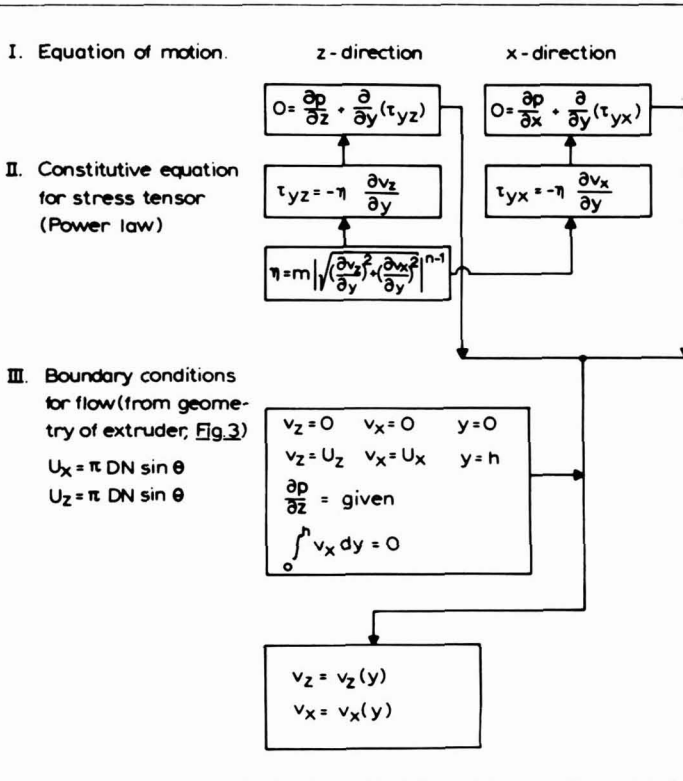 I. Equation of motion. z-direction x-direction
0 = ∂p/∂z + ∂/∂y (τyz) 0 = ∂p/∂x + ∂/∂y (τyx)
II. Constitutive equation
for stress tensor
(Power law)
τyz = -η ∂vz/∂y τyx = -η ∂vx/∂y
η = m |√(∂vz/∂y)² + (∂vx/∂y)²|ⁿ⁻¹
III. Boundary conditions
for flow (from geome-
try of extruder, Fig.3)
Ux = π DN sin θ
Uz = π DN sin θ
vz = 0 vx = 0 y = 0
vz = Uz vx = Ux y = h
∂p/∂z = given
∫₀ʰ vx dy = 0
vz = vz(y)
vx = vx(y)